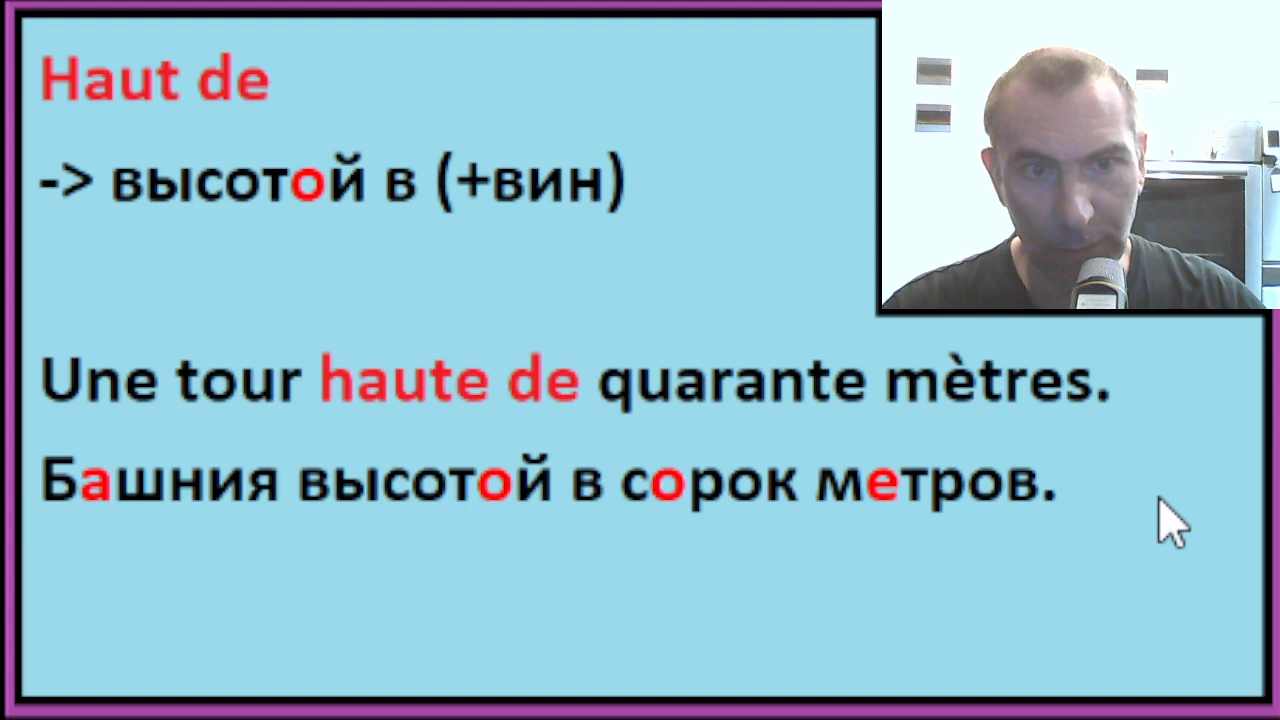 Haut de
-> высотой в (+вин)
Une tour haute de quarante mètres.
Башния высотой в сорок метров.